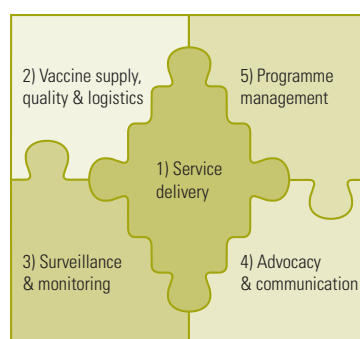 2) Vaccine supply,
quality & logistics
5) Programme
management
1) Service
delivery
3) Surveillance
& monitoring
4) Advocacy
& communication